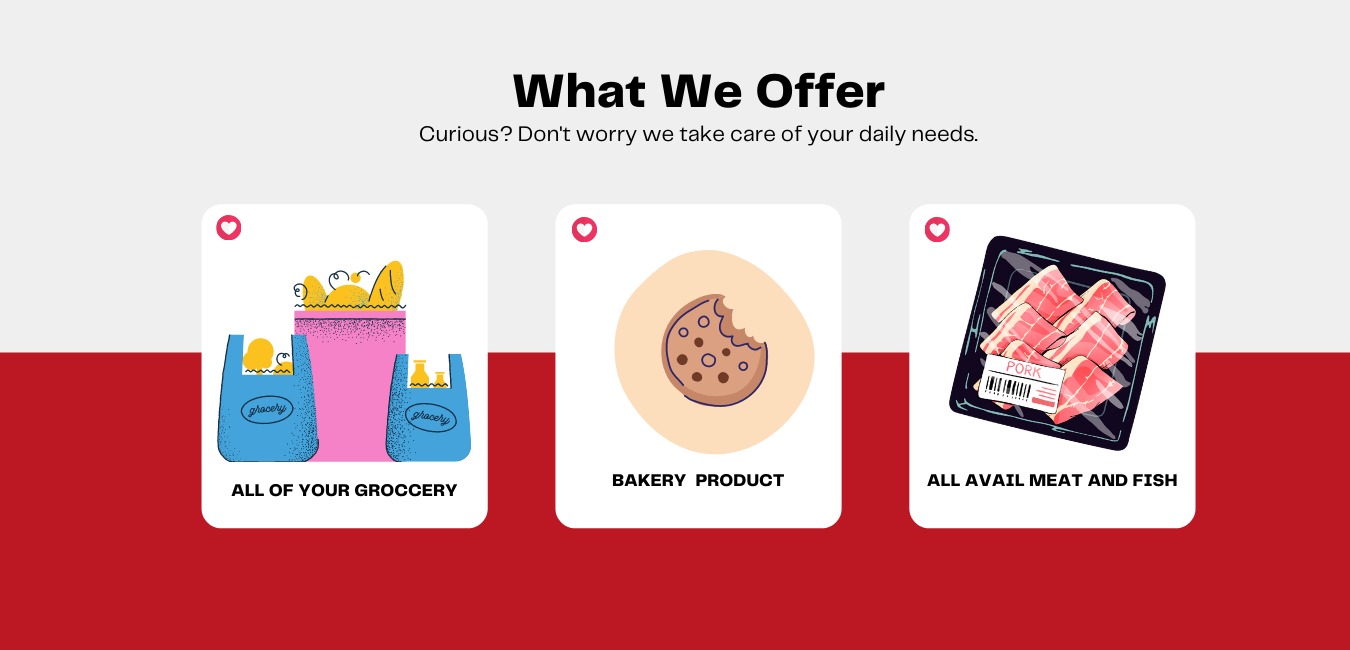 What We Offer
Curious? Don't worry we take care of your daily needs.
grocery
grocery
PORK
ALL OF YOUR GROCCERY
BAKERY PRODUCT
ALL AVAIL MEAT AND FISH